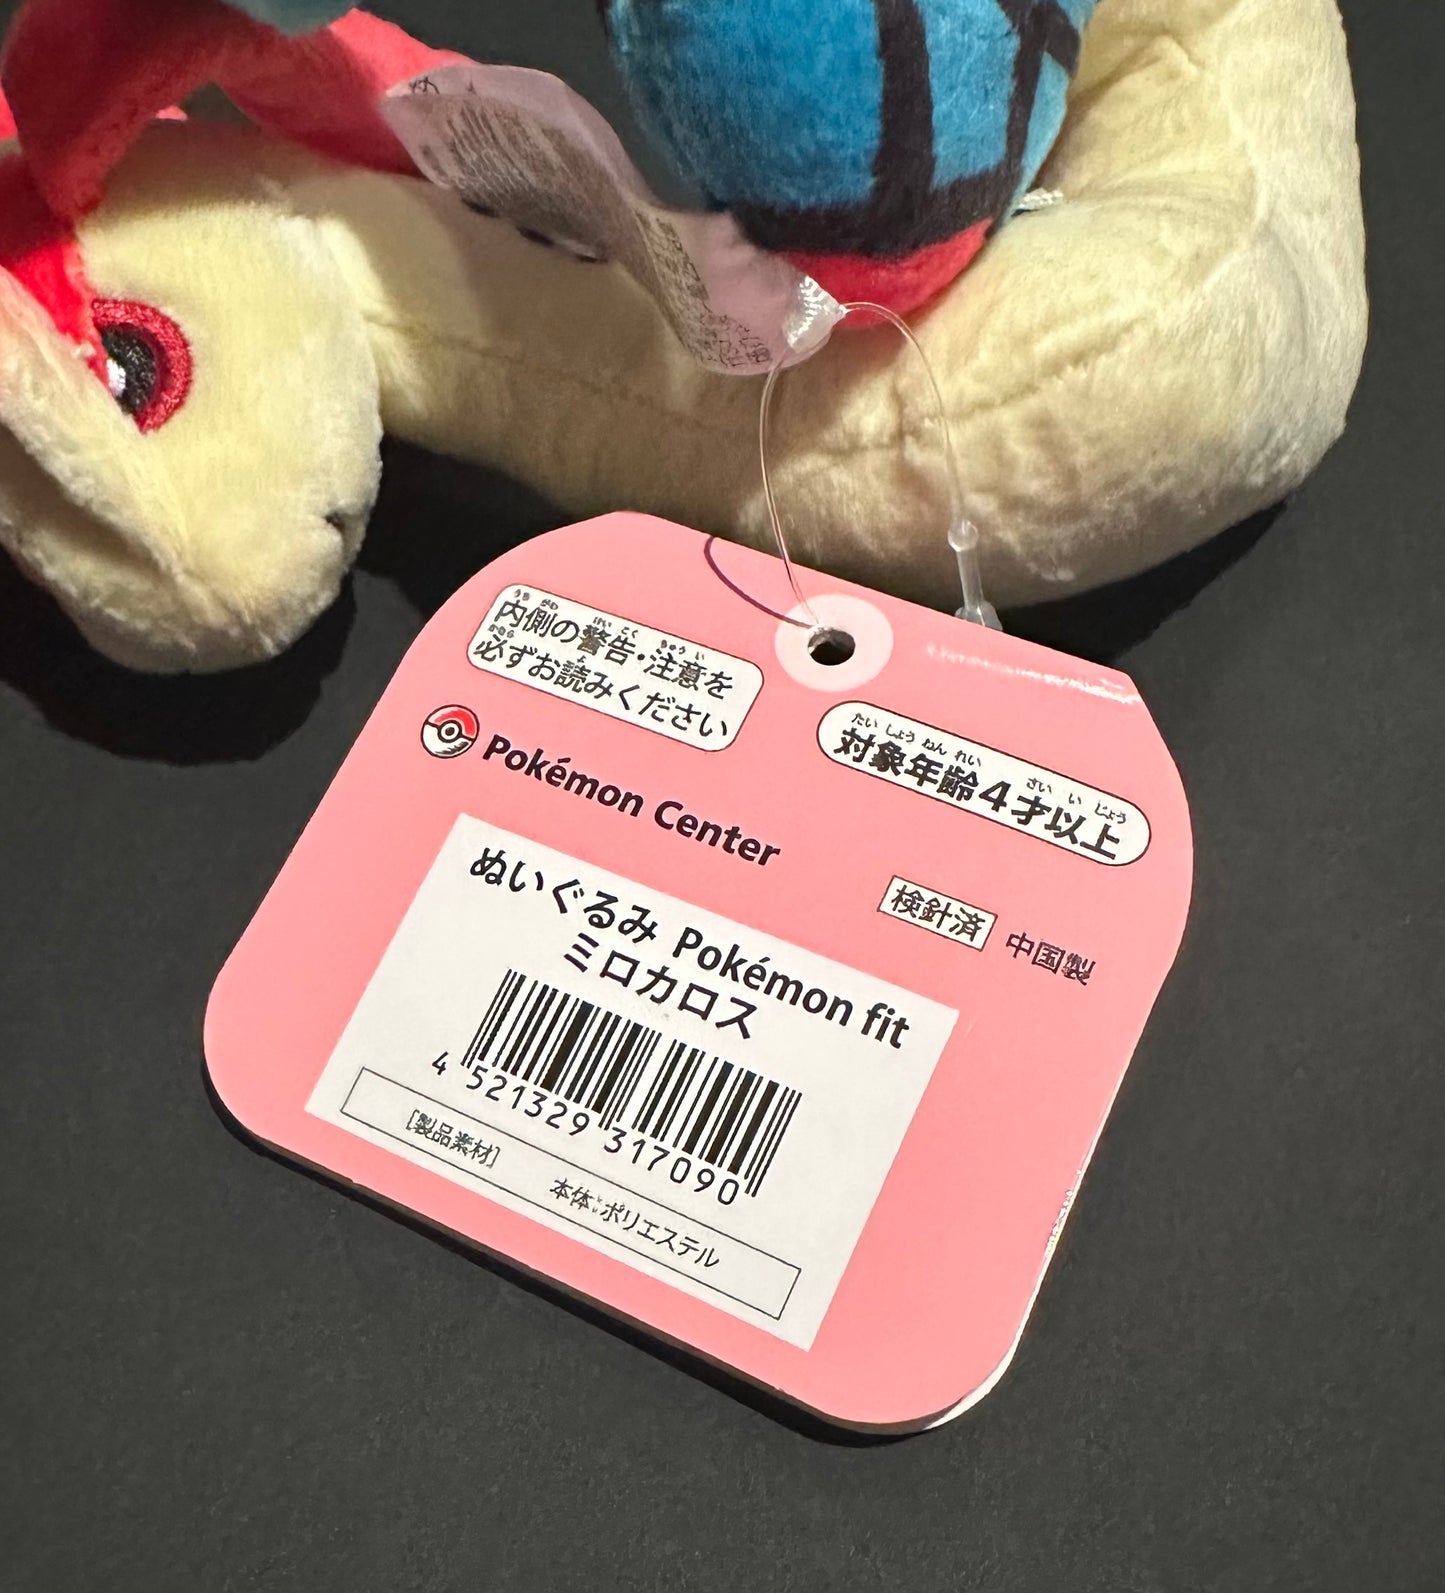 内側の警告・注意を
必ずお読みください
対象年齢4才以上
Pokémon Center
検針済
中国製
ぬいぐるみ Pokémon fit
ミロカロス
4 521329 317090
[製品素材]
本体:ポリエステル